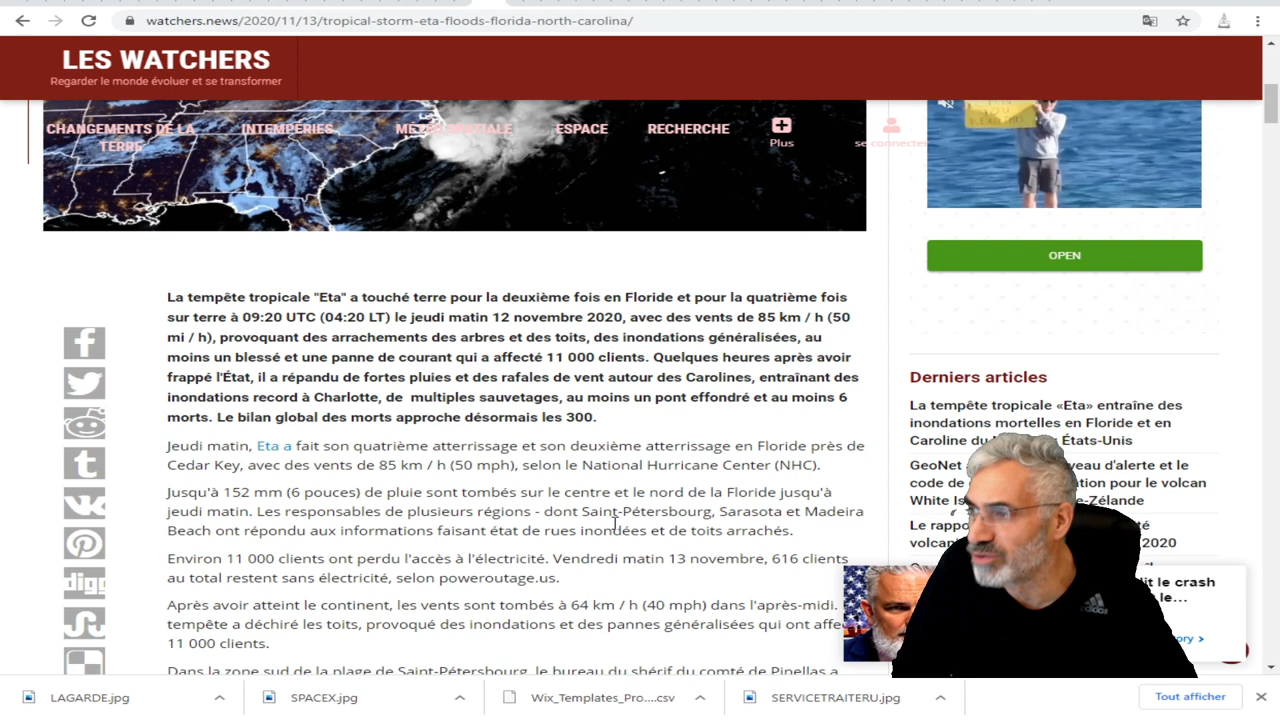 watchers.news/2020/11/13/tropical-storm-eta-floods-florida-north-carolina/
LES WATCHERS
Regarder le monde évoluer et se transformer
CHANGEMENTS DE LA
TERRE
INTEMPÉRIES
MÉTÉO SPATIALE
ESPACE
RECHERCHE
Plus
se connecter
OPEN
La tempête tropicale "Eta" a touché terre pour la deuxième fois en Floride et pour la quatrième fois
sur terre à 09:20 UTC (04:20 LT) le jeudi matin 12 novembre 2020, avec des vents de 85 km / h (50
mi / h), provoquant des arrachements des arbres et des toits, des inondations généralisées, au
moins un blessé et une panne de courant qui a affecté 11 000 clients. Quelques heures après avoir
frappé l'État, il a répandu de fortes pluies et des rafales de vent autour des Carolines, entraînant des
inondations record à Charlotte, de multiples sauvetages, au moins un pont effondré et au moins 6
morts. Le bilan global des morts approche désormais les 300.
Jeudi matin, Eta a fait son quatrième atterrissage et son deuxième atterrissage en Floride près de
Cedar Key, avec des vents de 85 km / h (50 mph), selon le National Hurricane Center (NHC).
Jusqu'à 152 mm (6 pouces) de pluie sont tombés sur le centre et le nord de la Floride jusqu'à
jeudi matin. Les responsables de plusieurs régions - dont Saint-Pétersbourg, Sarasota et Madeira
Beach ont répondu aux informations faisant état de rues inondées et de toits arrachés.
Environ 11 000 clients ont perdu l'accès à l'électricité. Vendredi matin 13 novembre, 616 clients
au total restent sans électricité, selon poweroutage.us.
Après avoir atteint le continent, les vents sont tombés à 64 km / h (40 mph) dans l'après-midi.
tempête a déchiré les toits, provoqué des inondations et des pannes généralisées qui ont affe
11 000 clients.
Dans la zone sud de la plage de Saint-Pétersbourg, le bureau du shérif du comté de Pinellas a
digg
Derniers articles
La tempête tropicale «Eta» entraîne des
inondations mortelles en Floride et en
Caroline du États-Unis
GeoNet veau d'alerte et le
code de tion pour le volcan
White Is e-Zélande
Le rappo té
volcani 2020
it le crash
le...
ory >
adidas
LAGARDE.jpg
SPACEX.jpg
Wix_Templates_Pro....csv
SERVICETRAITERU.jpg
Tout afficher